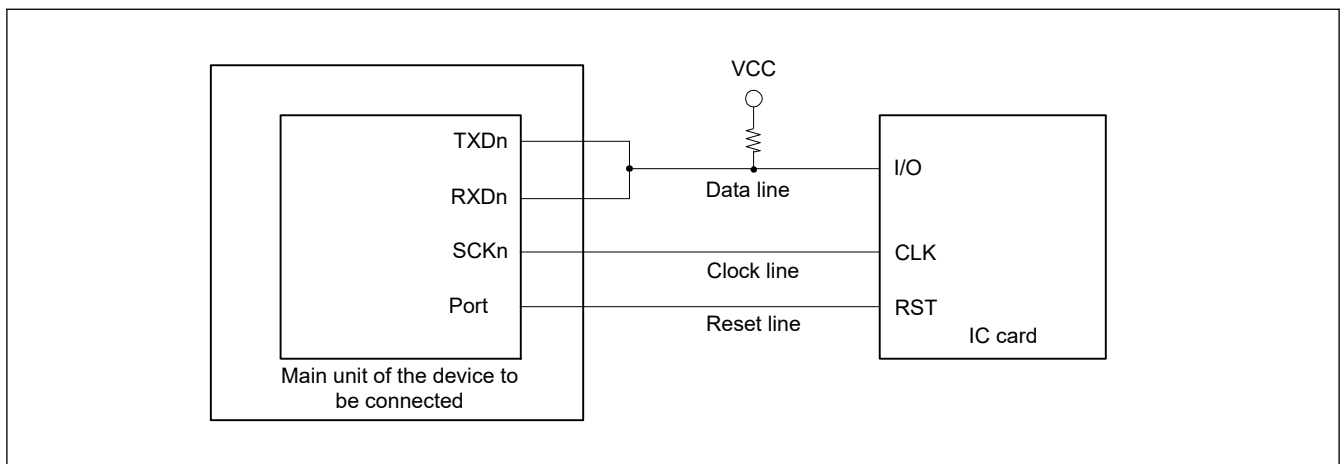 VCC
TXDn
I/O
RXDn
Data line
SCKn
CLK
Clock line
Port
RST
Reset line
IC card
Main unit of the device to
be connected